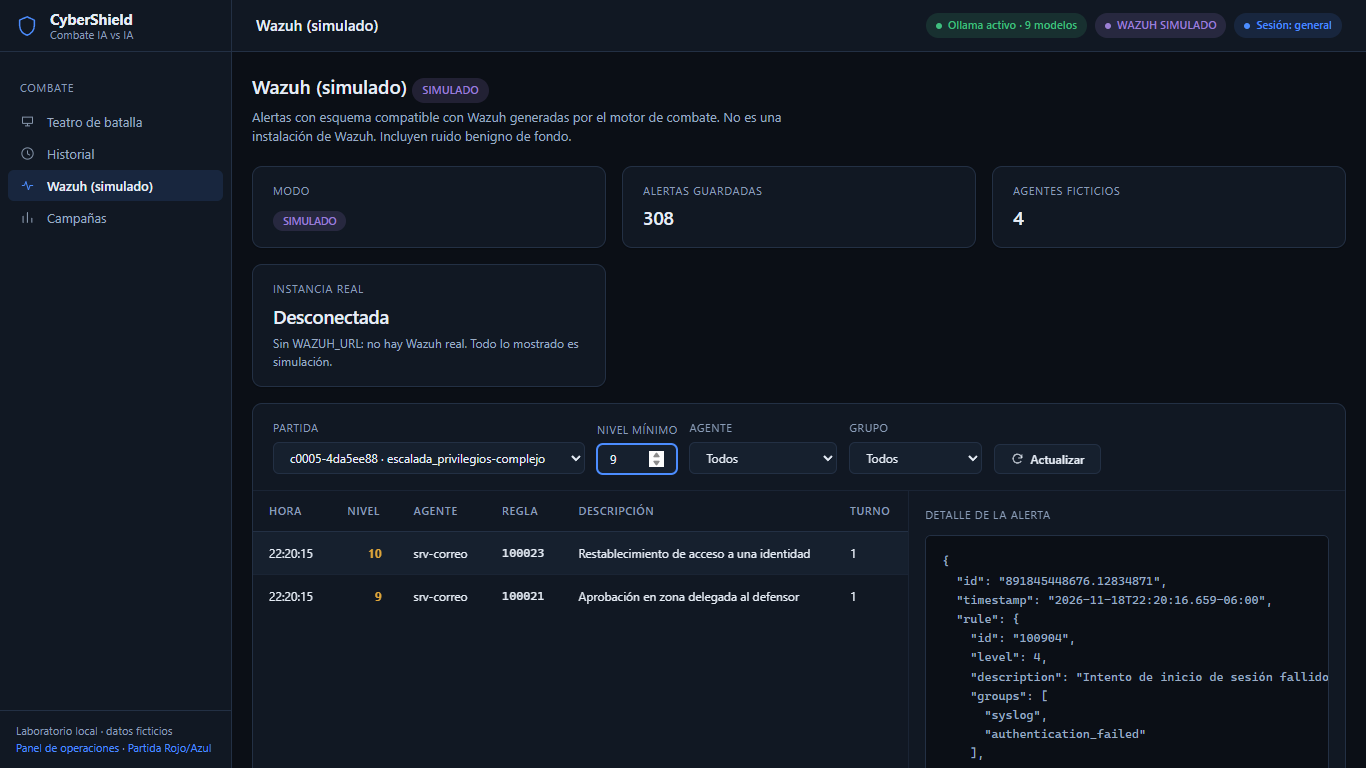 CyberShield
Combate IA vs IA
Wazuh (simulado)
Ollama activo · 9 modelos
WAZUH SIMULADO
Sesión: general
COMBATE
Teatro de batalla
Historial
Wazuh (simulado)
Campañas
Wazuh (simulado) SIMULADO
Alertas con esquema compatible con Wazuh generadas por el motor de combate. No es una
instalación de Wazuh. Incluyen ruido benigno de fondo.
MODO
SIMULADO
ALERTAS GUARDADAS
308
AGENTES FICTICIOS
4
INSTANCIA REAL
Desconectada
Sin WAZUH_URL: no hay Wazuh real. Todo lo mostrado es
simulación.
PARTIDA
c0005-4da5ee88 · escalada_privilegios-complejo
NIVEL MÍNIMO
9
AGENTE
Todos
GRUPO
Todos
Actualizar
HORA NIVEL AGENTE REGLA DESCRIPCIÓN TURNO
22:20:15 10 srv-correo 100023 Restablecimiento de acceso a una identidad 1
22:20:15 9 srv-correo 100021 Aprobación en zona delegada al defensor 1
DETALLE DE LA ALERTA
{
"id": "891845448676.12834871",
"timestamp": "2026-11-18T22:20:16.659-06:00",
"rule": {
"id": "100904",
"level": 4,
"description": "Intento de inicio de sesión fallido
"groups": [
"syslog",
"authentication_failed"
],
Laboratorio local · datos ficticios
Panel de operaciones · Partida Rojo/Azul